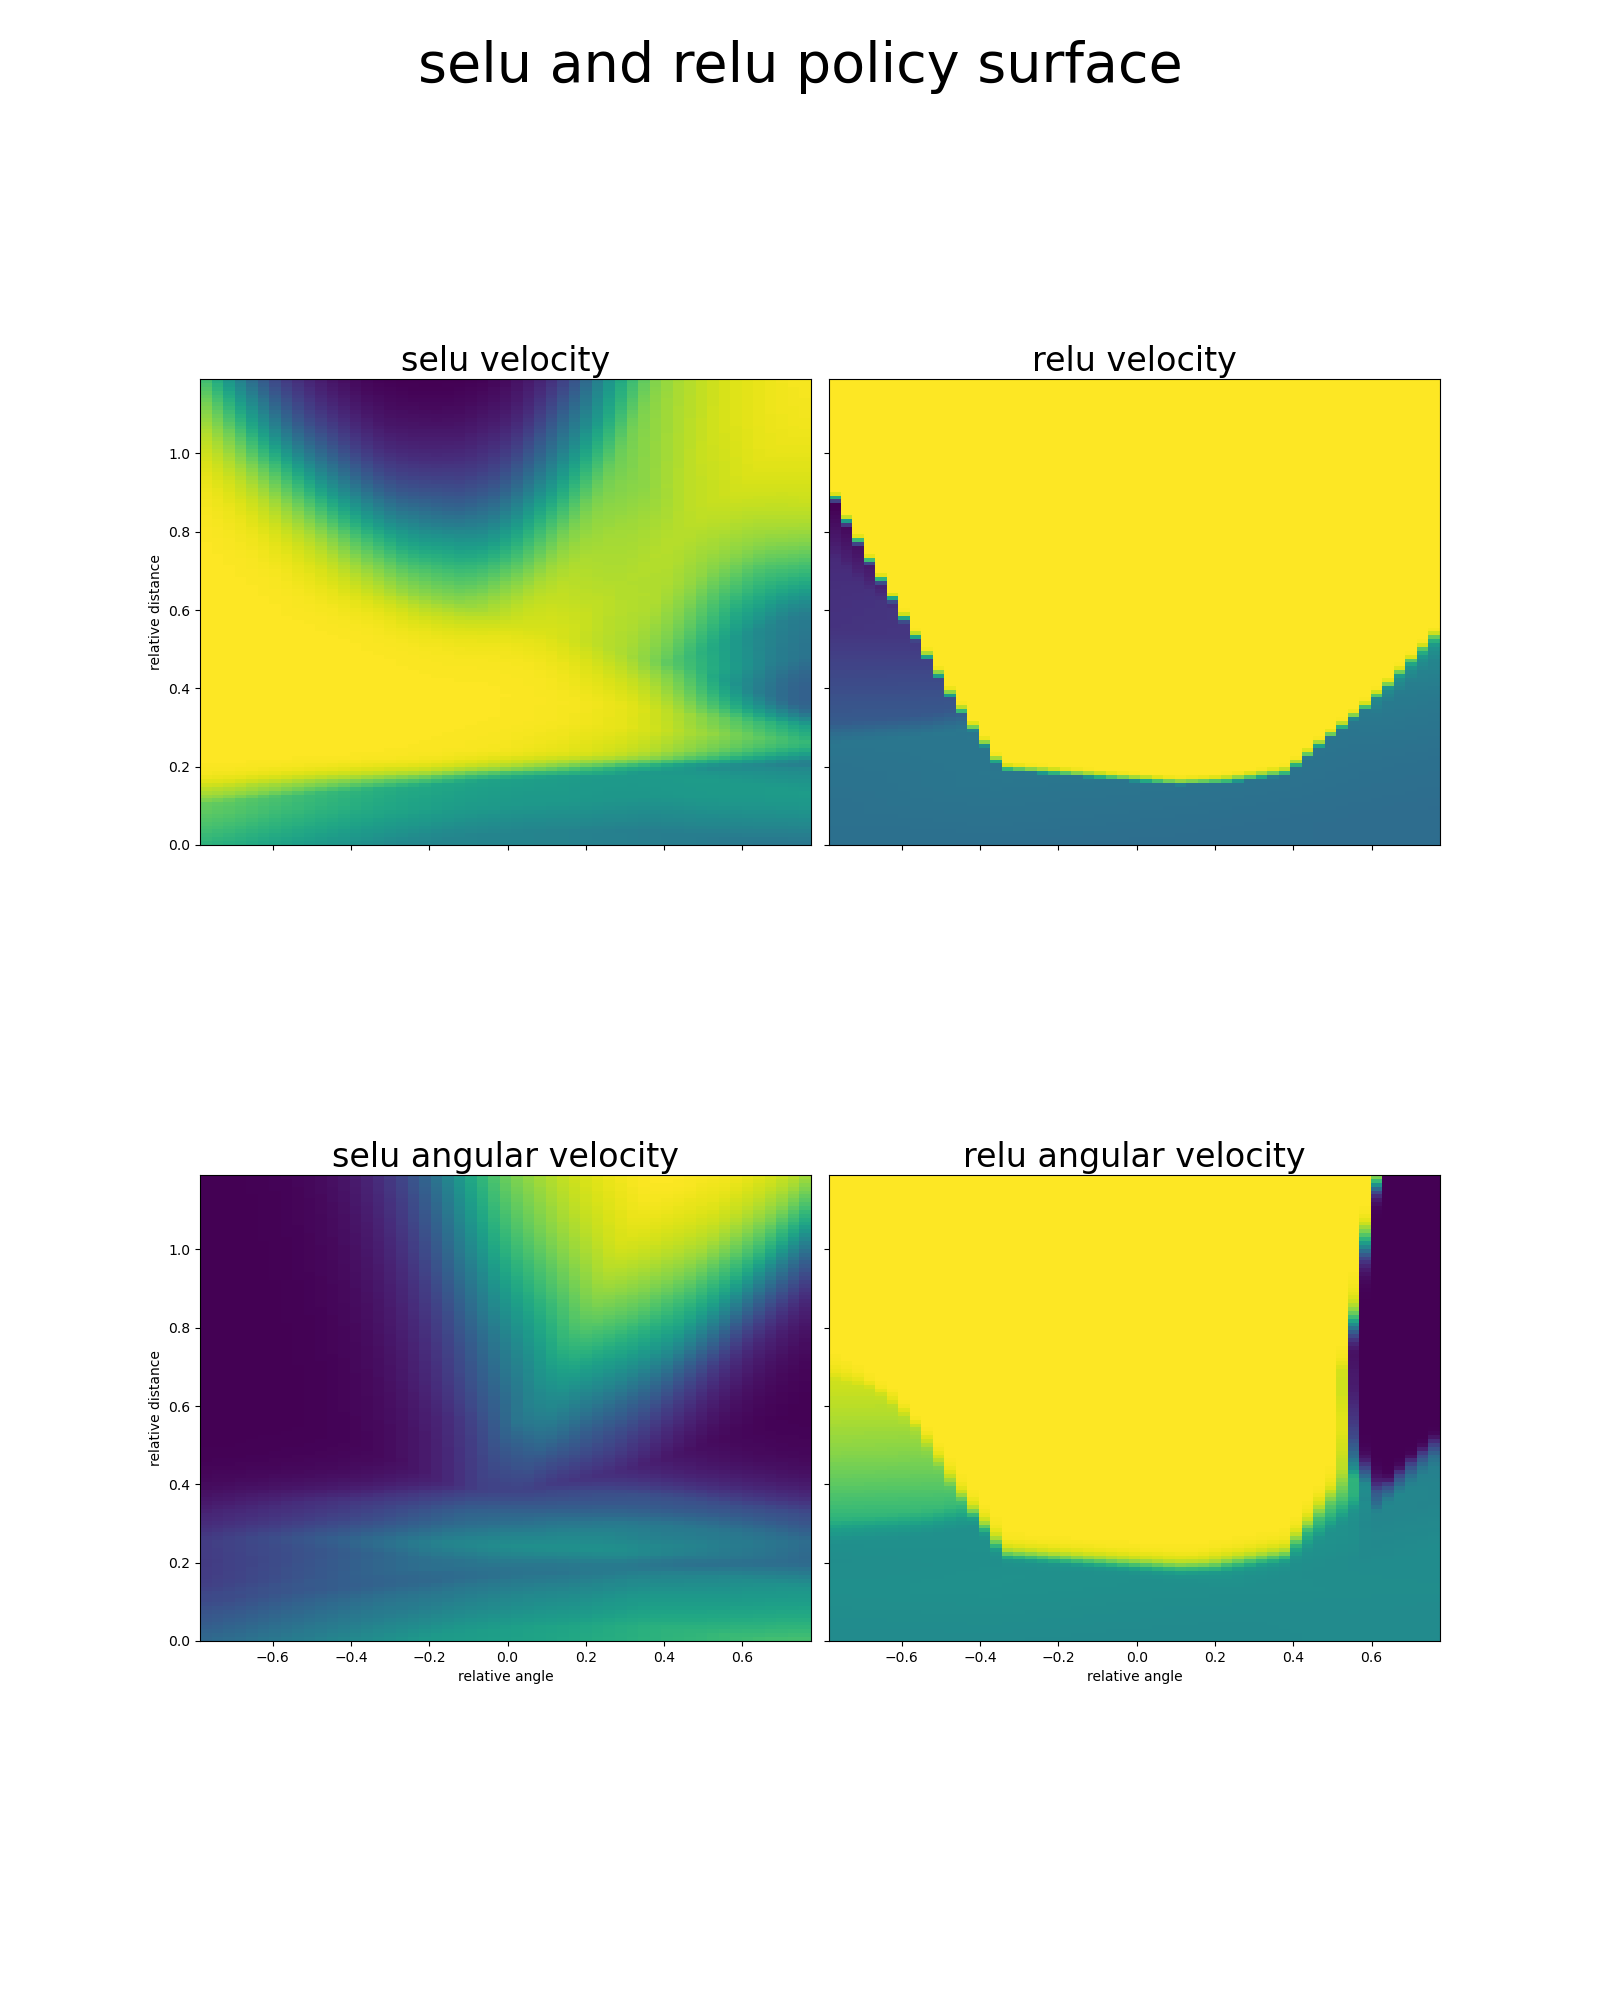 selu and relu policy surface
selu velocity
relu velocity
1.0
0.8
0.6
0.4
0.2
0.0
relative distance
selu angular velocity
relu angular velocity
1.0
0.8
0.6
0.4
0.2
0.0
relative distance
−0.6 −0.4 −0.2 0.0 0.2 0.4 0.6
relative angle
−0.6 −0.4 −0.2 0.0 0.2 0.4 0.6
relative angle